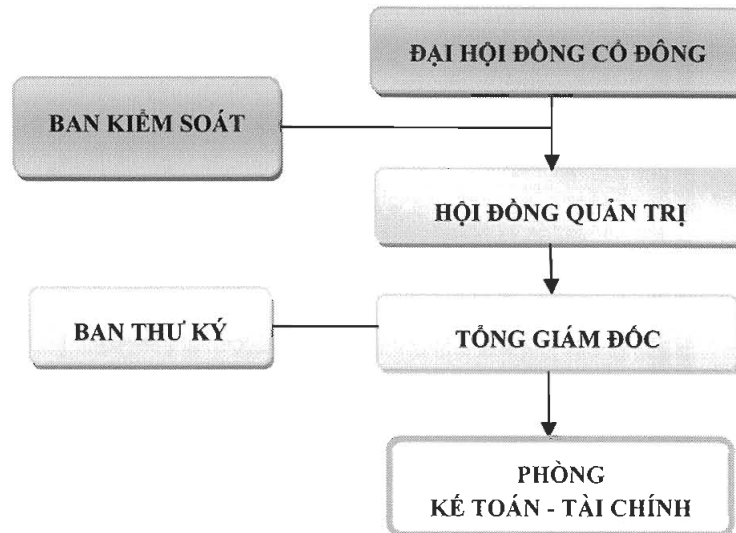 ĐẠI HỘI ĐỒNG CỔ ĐÔNG
BAN KIỂM SOÁT
HỘI ĐỒNG QUẢN TRỊ
BAN THƯ KÝ
TỔNG GIÁM ĐỐC
PHÒNG
KẾ TOÁN - TÀI CHÍNH